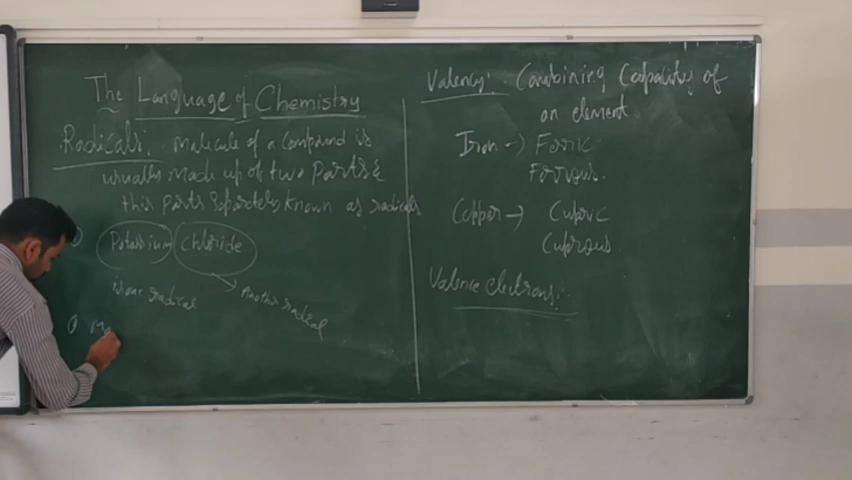 The Language of Chemistry
Radicals:- molecule of a compound is
usually made up of two parts &
this parts separately known as radicals
Potassium Chloride
is one radical
Another radical
Valency:- Combining Capacity of
an element
Iron → Ferric
Ferrous.
Copper → Cupric
Cuprous.
Valence electrons:-